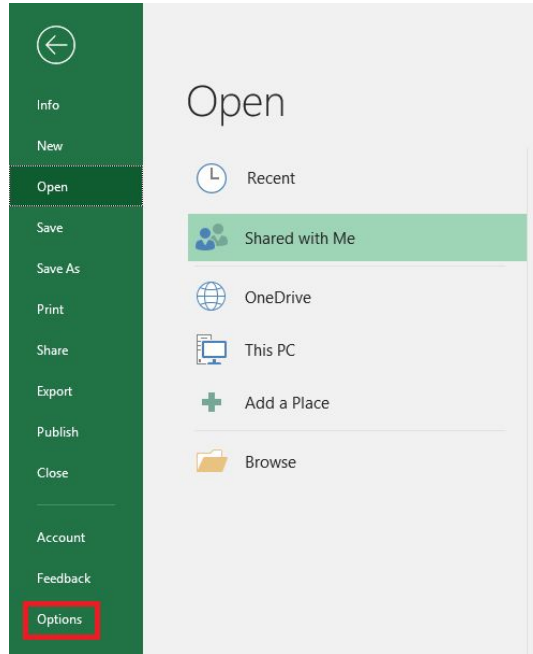 Info
New
Open
Save
Save As
Print
Share
Export
Publish
Close
Account
Feedback
Options
Open
Recent
Shared with Me
OneDrive
This PC
Add a Place
Browse